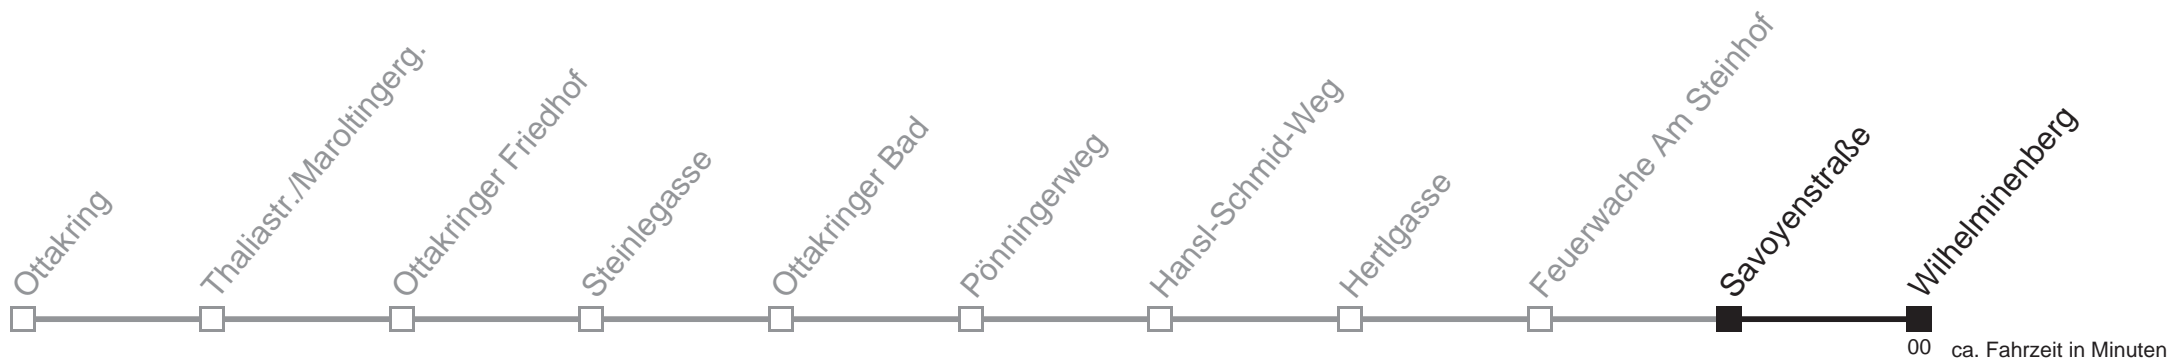 Ottakring
Thaliastr./Maroltingerg.
Ottakringer Friedhof
Steinlegasse
Ottakringer Bad
Pönningerweg
Hansl-Schmid-Weg
Hertlgasse
Feuerwache Am Steinhof
Savoyenstraße
Wilhelminenberg
00 ca. Fahrzeit in Minuten